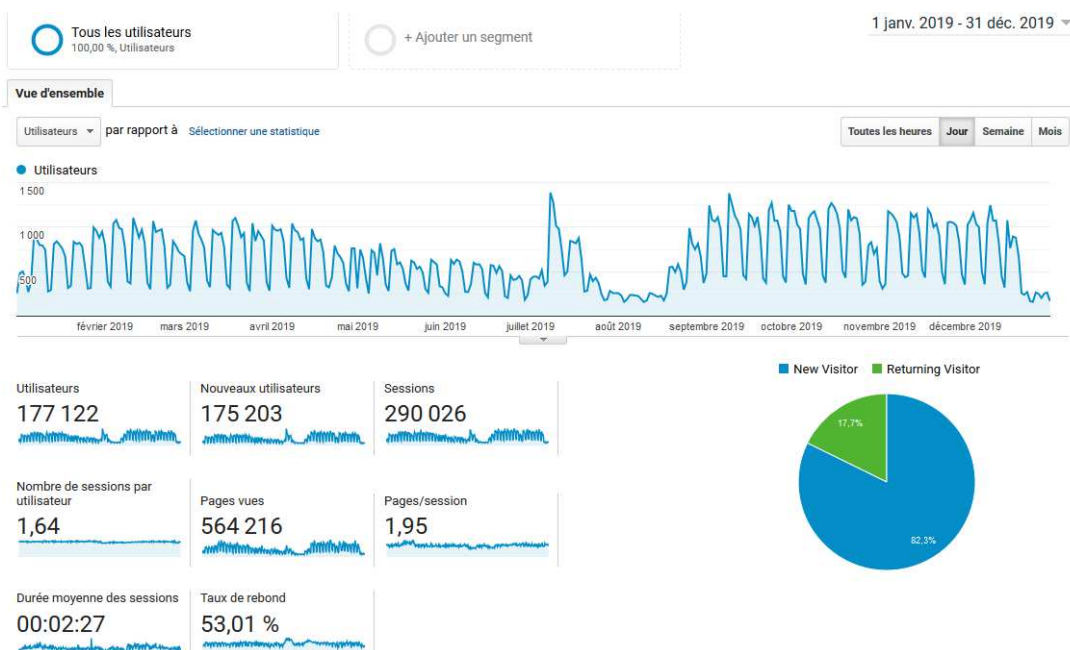 Tous les utilisateurs
100,00 %, Utilisateurs
+ Ajouter un segment
1 janv. 2019 - 31 déc. 2019
Vue d'ensemble
Utilisateurs par rapport à Sélectionner une statistique
Toutes les heures Jour Semaine Mois
Utilisateurs
1 500
1 000
500
février 2019 mars 2019 avril 2019 mai 2019 juin 2019 juillet 2019 août 2019 septembre 2019 octobre 2019 novembre 2019 décembre 2019
New Visitor Returning Visitor
Utilisateurs
177 122
Nouveaux utilisateurs
175 203
Sessions
290 026
17,7%
82,3%
Nombre de sessions par
utilisateur
1,64
Pages vues
564 216
Pages/session
1,95
Durée moyenne des sessions
00:02:27
Taux de rebond
53,01 %